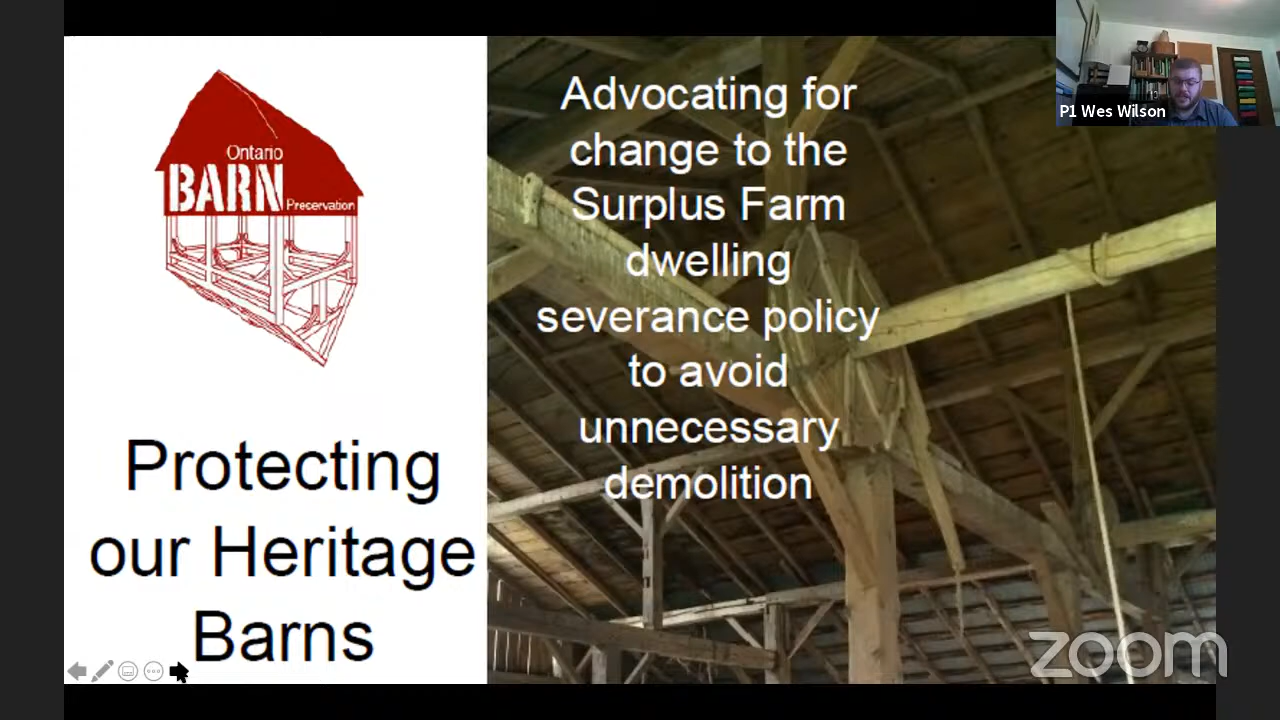 Ontario
BARN
Preservation
Protecting
our Heritage
Barns
Advocating for
change to the
Surplus Farm
dwelling
severance policy
to avoid
unnecessary
demolition
P1 Wes Wilson
zoom